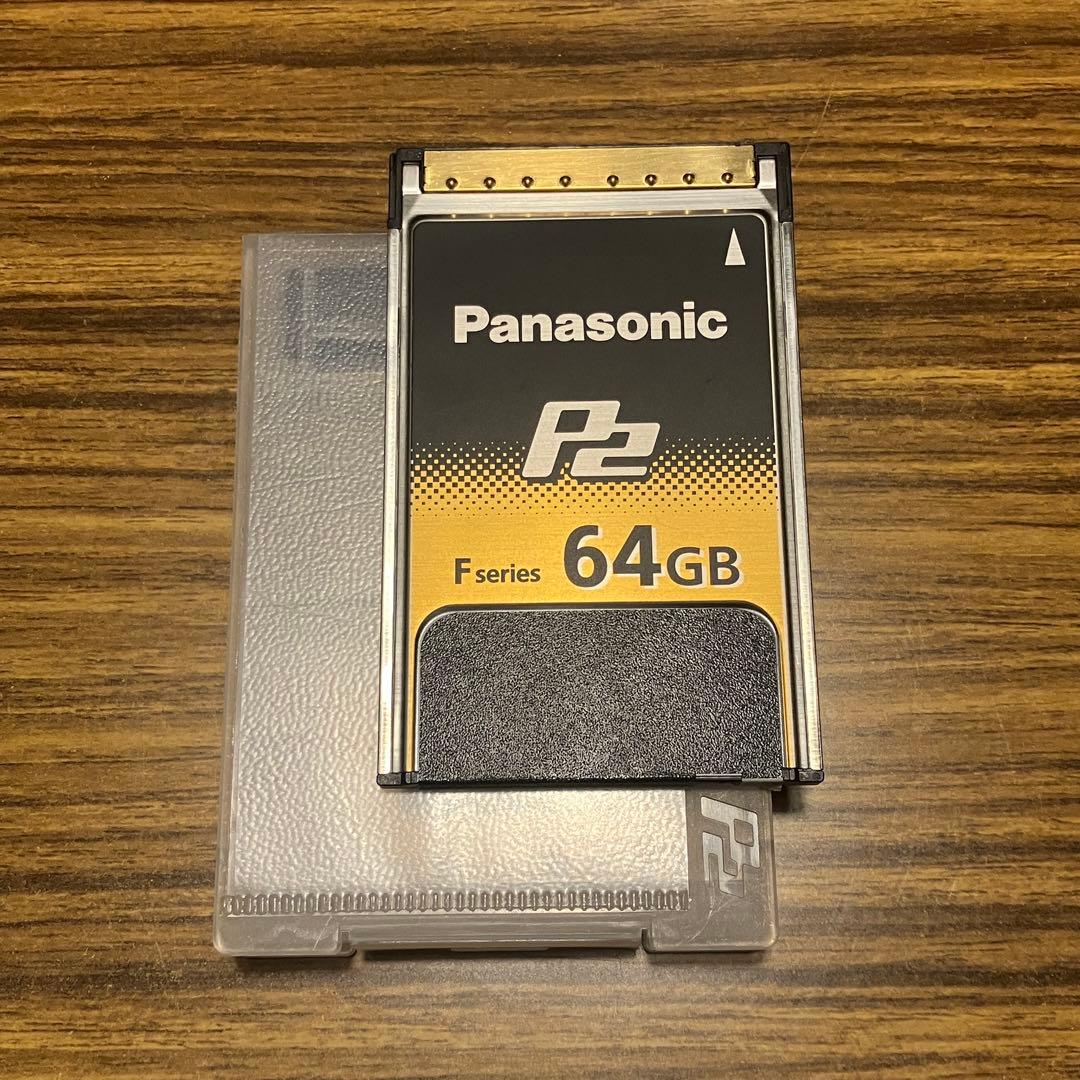 Panasonic
P2
F series 64GB
P2